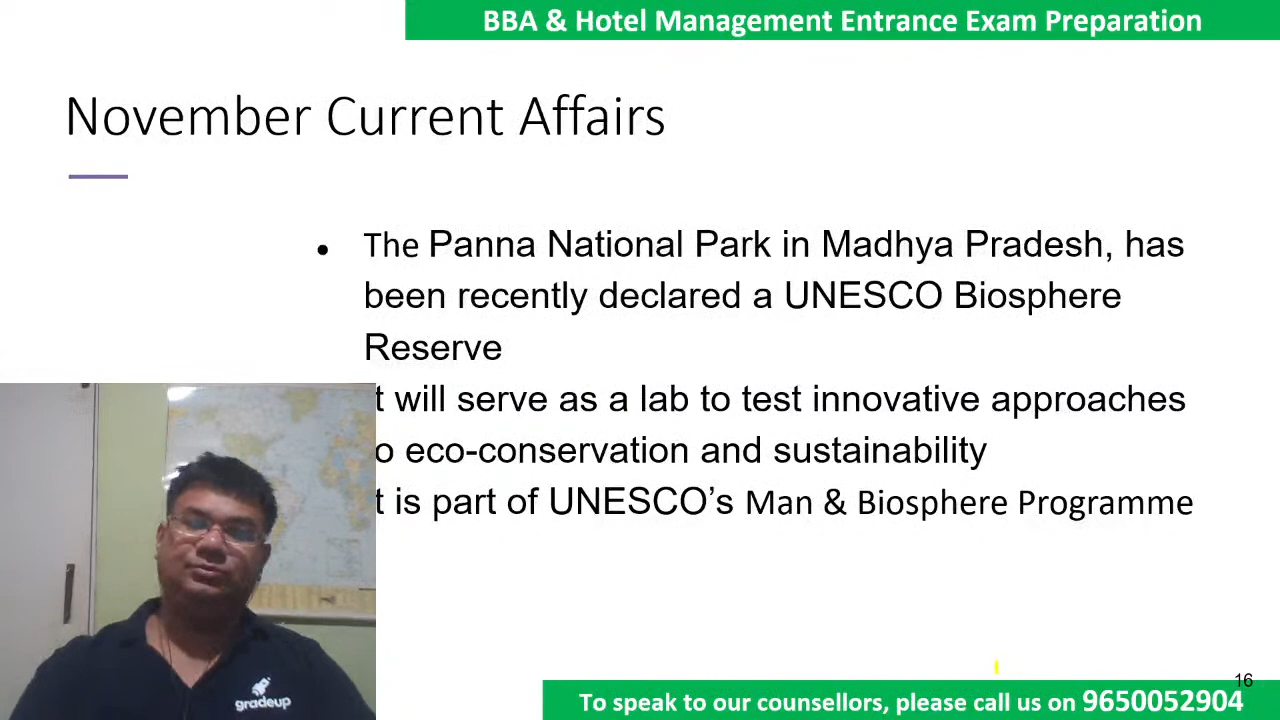 BBA & Hotel Management Entrance Exam Preparation
November Current Affairs
• The Panna National Park in Madhya Pradesh, has
been recently declared a UNESCO Biosphere
Reserve
t will serve as a lab to test innovative approaches
o eco-conservation and sustainability
t is part of UNESCO’s Man & Biosphere Programme
gradeup
16
To speak to our counsellors, please call us on 9650052904